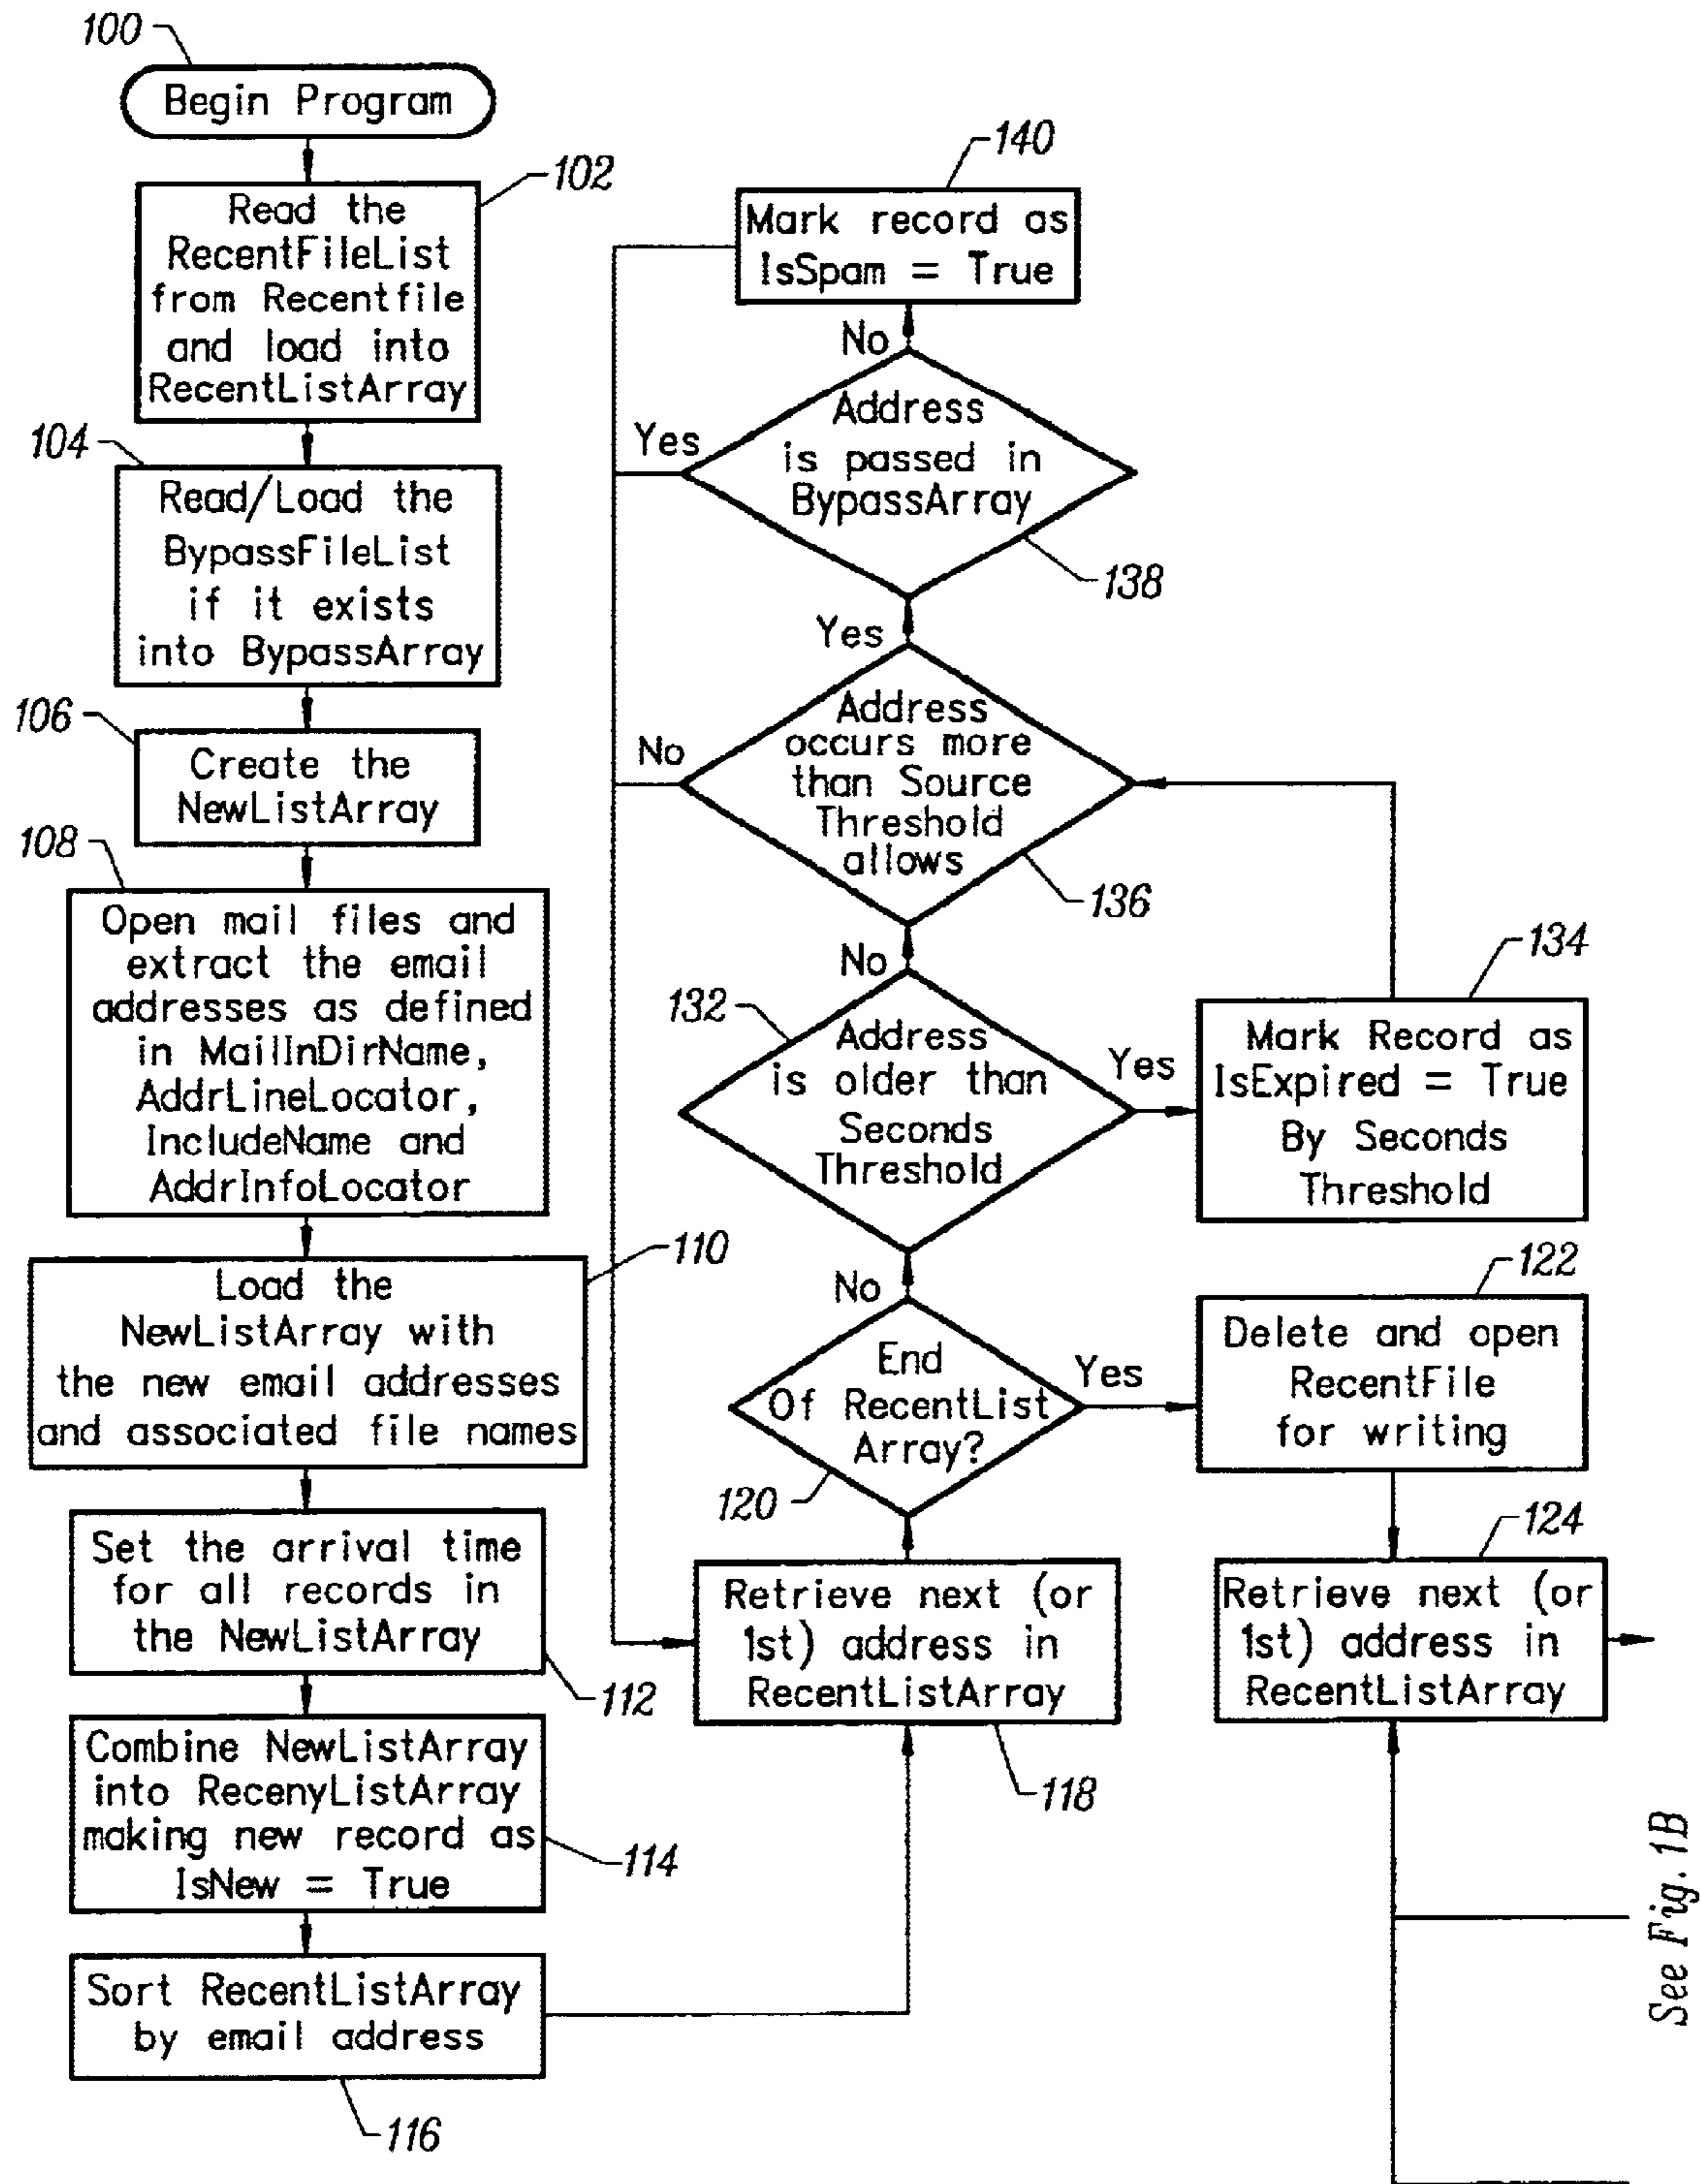 100
Begin Program
102
Read the
RecentFileList
from Recentfile
and load into
RecentListArray
104
Read/Load the
BypassFileList
if it exists
into BypassArray
106
Create the
NewListArray
108
Open mail files and
extract the email
addresses as defined
in MailInDirName,
AddrLineLocator,
IncludeName and
AddrInfoLocator
110
Load the
NewListArray with
the new email addresses
and associated file names
Set the arrival time
for all records in
the NewListArray
112
Combine NewListArray
into RecenyListArray
making new record as
IsNew = True
114
Sort RecentListArray
by email address
116
140
Mark record as
IsSpam = True
No
Address
is passed in
BypassArray
Yes
138
Yes
Address
occurs more
than Source
Threshold
allows
No
136
No
132
Address
is older than
Seconds
Threshold
Yes
134
Mark Record as
IsExpired = True
By Seconds
Threshold
No
End
Of RecentList
Array?
Yes
120
122
Delete and open
RecentFile
for writing
Retrieve next (or
1st) address in
RecentListArray
118
124
Retrieve next (or
1st) address in
RecentListArray
See Fig. 1B